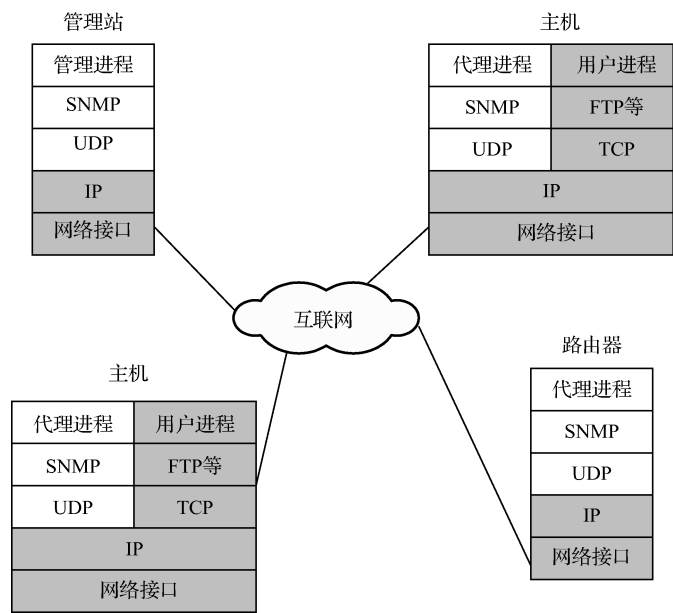 管理站
管理进程
SNMP
UDP
IP
网络接口
主机
代理进程 用户进程
SNMP FTP等
UDP TCP
IP
网络接口
互联网
主机
代理进程 用户进程
SNMP FTP等
UDP TCP
IP
网络接口
路由器
代理进程
SNMP
UDP
IP
网络接口